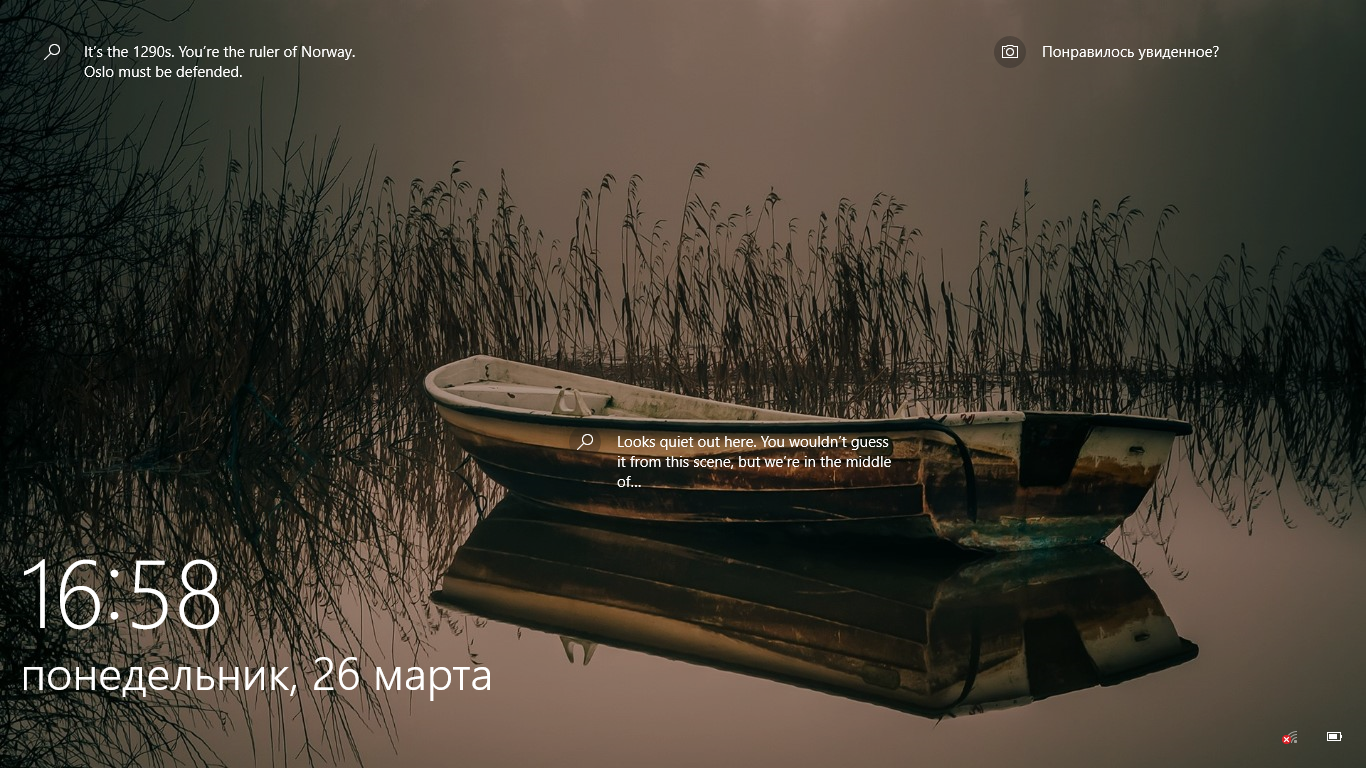 It’s the 1290s. You’re the ruler of Norway.
Oslo must be defended.
Понравилось увиденное?
Looks quiet out here. You wouldn’t guess
it from this scene, but we’re in the middle
of...
16:58
понедельник, 26 марта